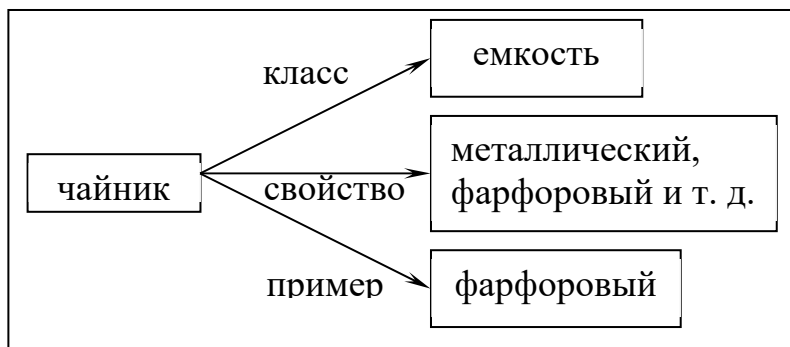 класс
емкость
чайник
свойство
металлический,
фарфоровый и т. д.
пример
фарфоровый